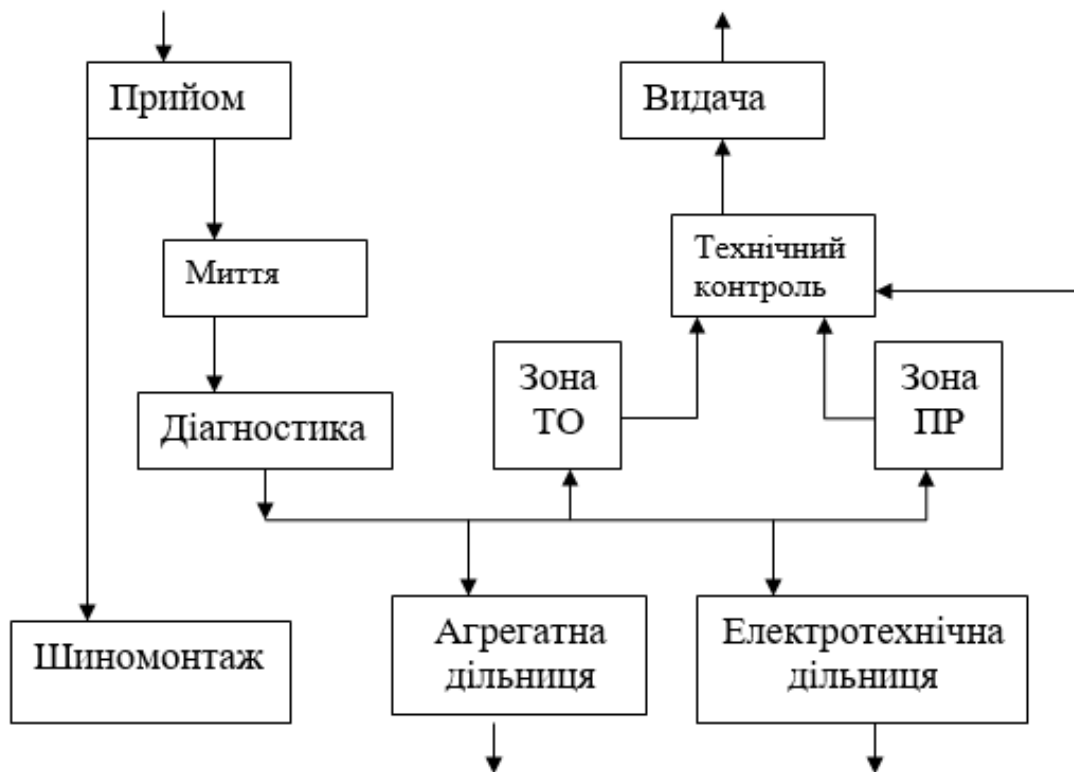 Прийом
Видача
Миття
Технічний
контроль
Діагностика
Зона
ТО
Зона
ПР
Шиномонтаж
Агрегатна
дільниця
Електротехнічна
дільниця